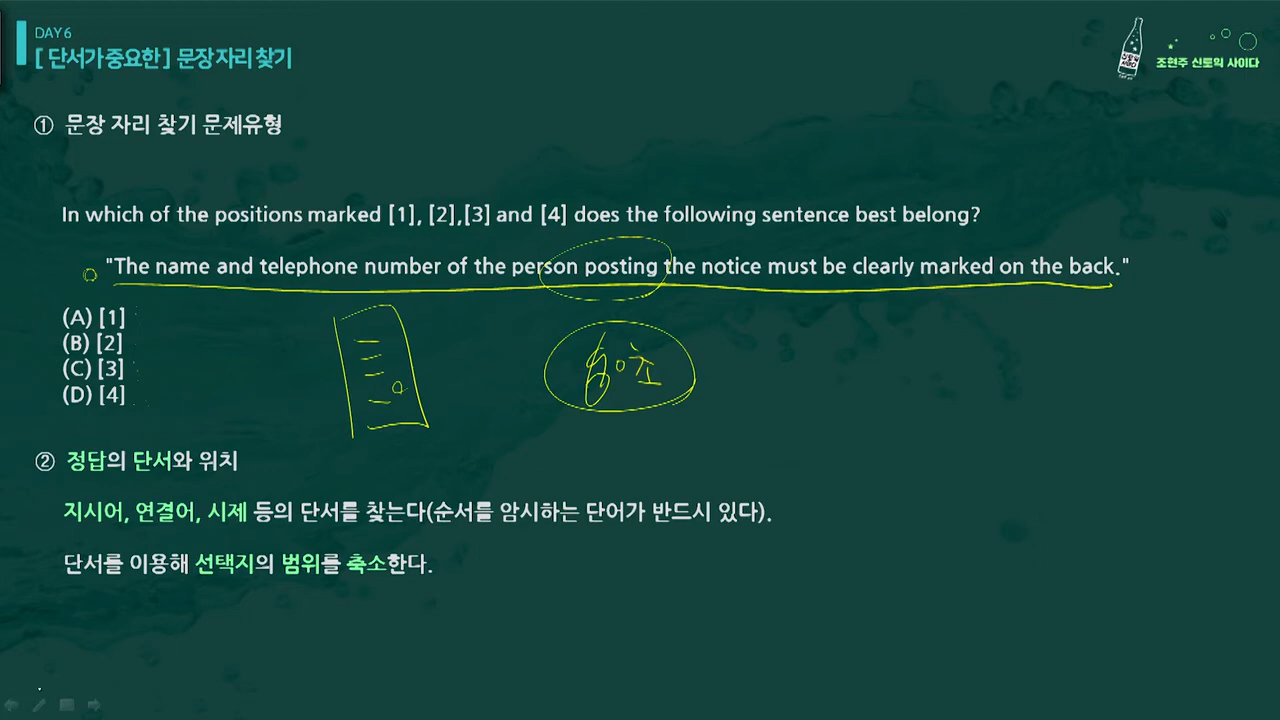 DAY 6
[ 단서가 중요한 ] 문장 자리 찾기
조현주 신토익 사이다
① 문장 자리 찾기 문제유형
In which of the positions marked [1], [2],[3] and [4] does the following sentence best belong?
"The name and telephone number of the person posting the notice must be clearly marked on the back."
(A) [1]
(B) [2]
(C) [3]
(D) [4]
② 정답의 단서와 위치
지시어, 연결어, 시제 등의 단서를 찾는다(순서를 암시하는 단어가 반드시 있다).
단서를 이용해 선택지의 범위를 축소한다.